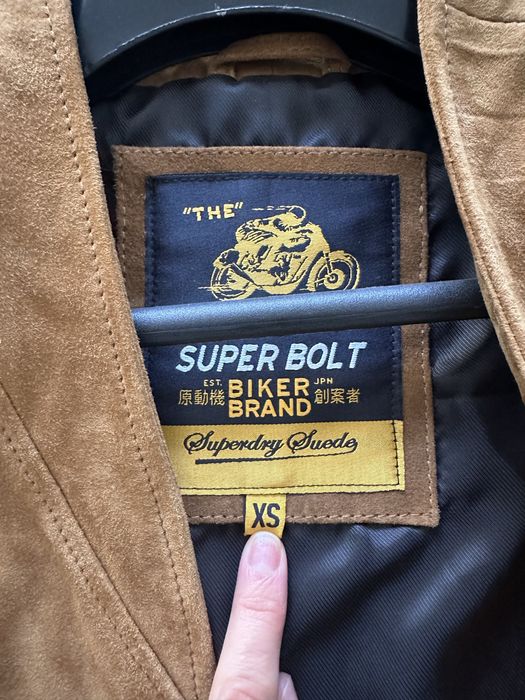 "THE"
SUPER BOLT
EST. BIKER JPN
原動機 BRAND 創案者
Superdry Suede
XS